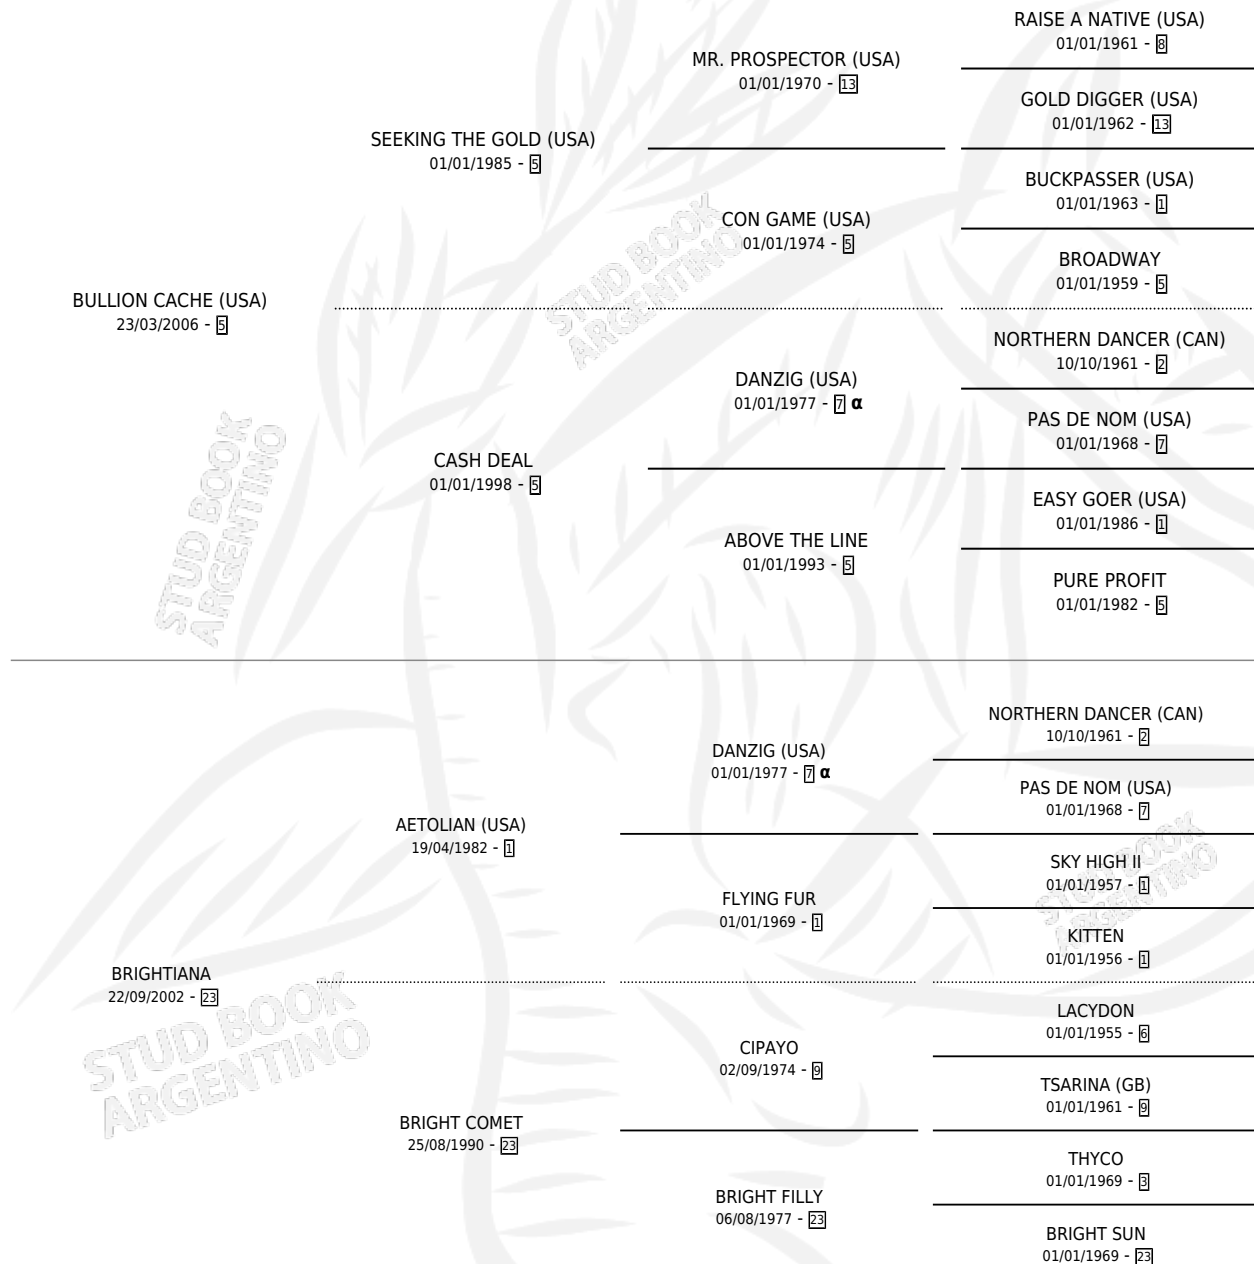 RAISE A NATIVE (USA)
01/01/1961 - 8
MR. PROSPECTOR (USA)
01/01/1970 - 13
GOLD DIGGER (USA)
01/01/1962 - 13
SEEKING THE GOLD (USA)
01/01/1985 - 5
BUCKPASSER (USA)
01/01/1963 - 1
CON GAME (USA)
01/01/1974 - 5
BROADWAY
01/01/1959 - 5
BULLION CACHE (USA)
23/03/2006 - 5
NORTHERN DANCER (CAN)
10/10/1961 - 2
DANZIG (USA)
01/01/1977 - 7 α
PAS DE NOM (USA)
01/01/1968 - 7
CASH DEAL
01/01/1998 - 5
EASY GOER (USA)
01/01/1986 - 1
ABOVE THE LINE
01/01/1993 - 5
PURE PROFIT
01/01/1982 - 5
NORTHERN DANCER (CAN)
10/10/1961 - 2
DANZIG (USA)
01/01/1977 - 7 α
PAS DE NOM (USA)
01/01/1968 - 7
AETOLIAN (USA)
19/04/1982 - 1
SKY HIGH II
01/01/1957 - 1
FLYING FUR
01/01/1969 - 1
KITTEN
01/01/1956 - 1
BRIGHTIANA
22/09/2002 - 23
LACYDON
01/01/1955 - 6
CIPAYO
02/09/1974 - 9
TSARINA (GB)
01/01/1961 - 9
BRIGHT COMET
25/08/1990 - 23
THYCO
01/01/1969 - 3
BRIGHT FILLY
06/08/1977 - 23
BRIGHT SUN
01/01/1969 - 23
STUD BOOK
ARGENTINO
STUD BOOK
ARGENTINO
STUD BOOK
ARGENTINO
STUD BOOK
ARGENTINO